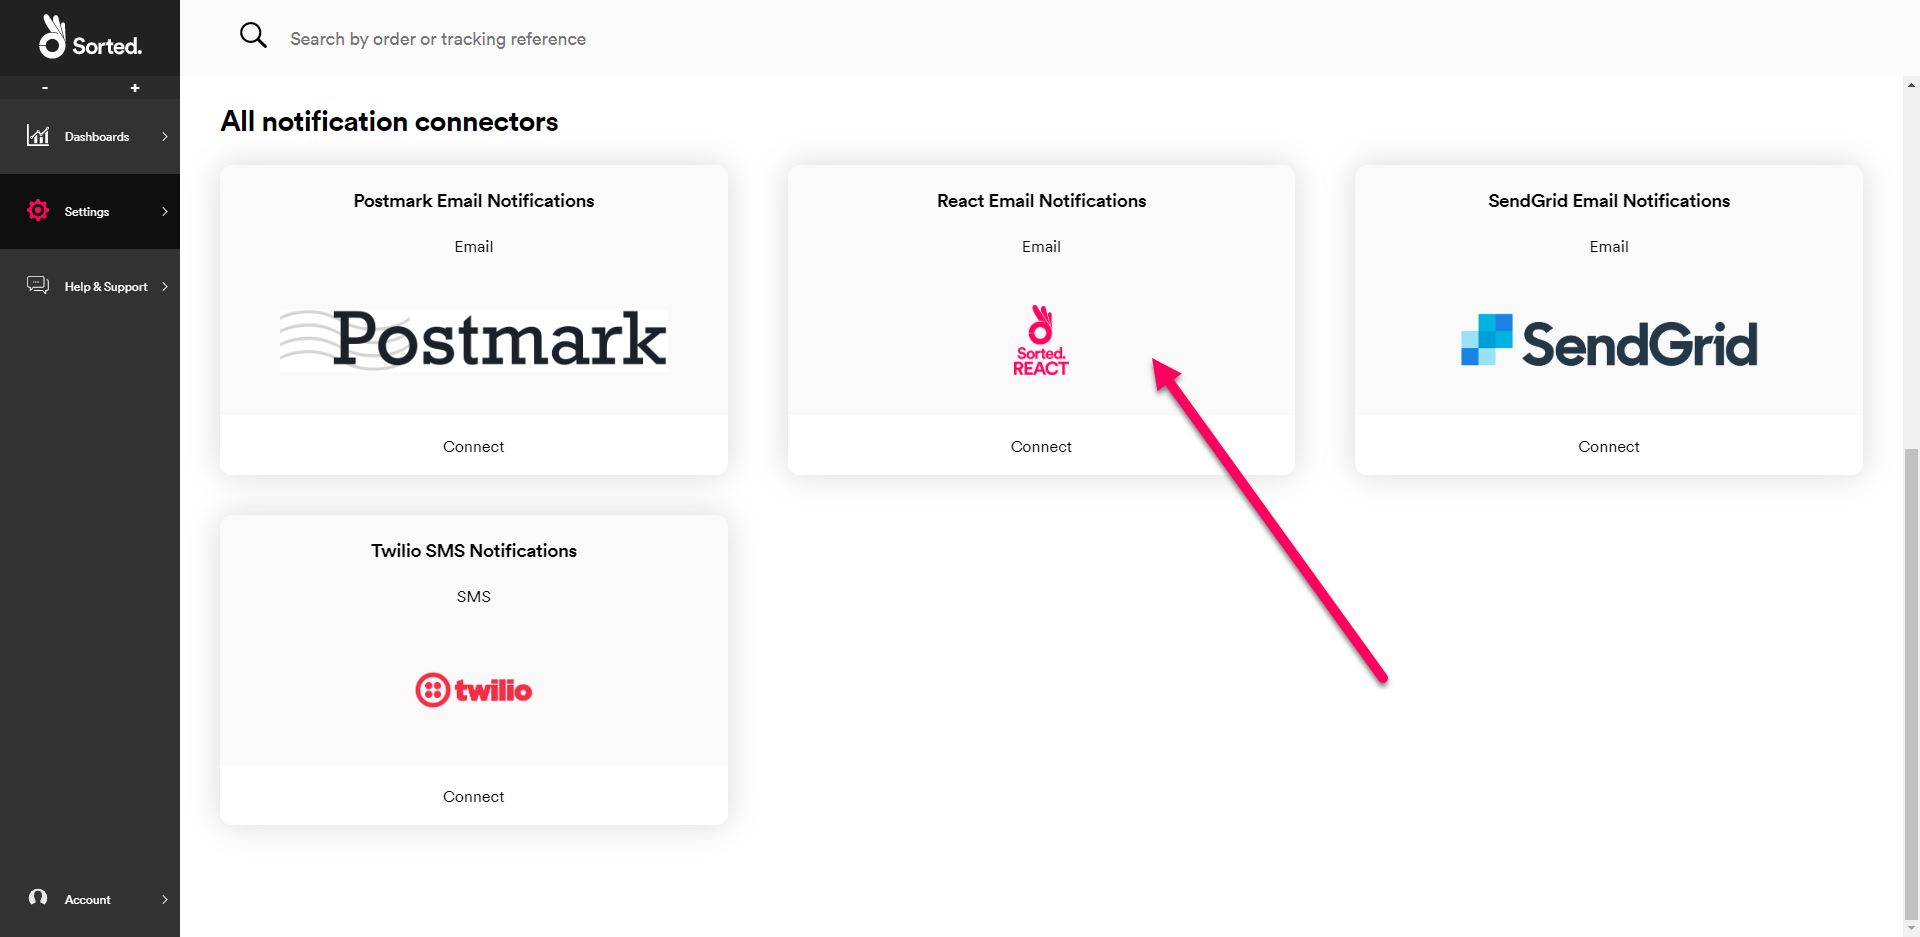 Sorted.
Search by order or tracking reference
- +
Dashboards
Settings
Help & Support
Account
All notification connectors
Postmark Email Notifications
Email
Postmark
Connect
React Email Notifications
Email
Sorted.
REACT
Connect
SendGrid Email Notifications
Email
SendGrid
Connect
Twilio SMS Notifications
SMS
twilio
Connect